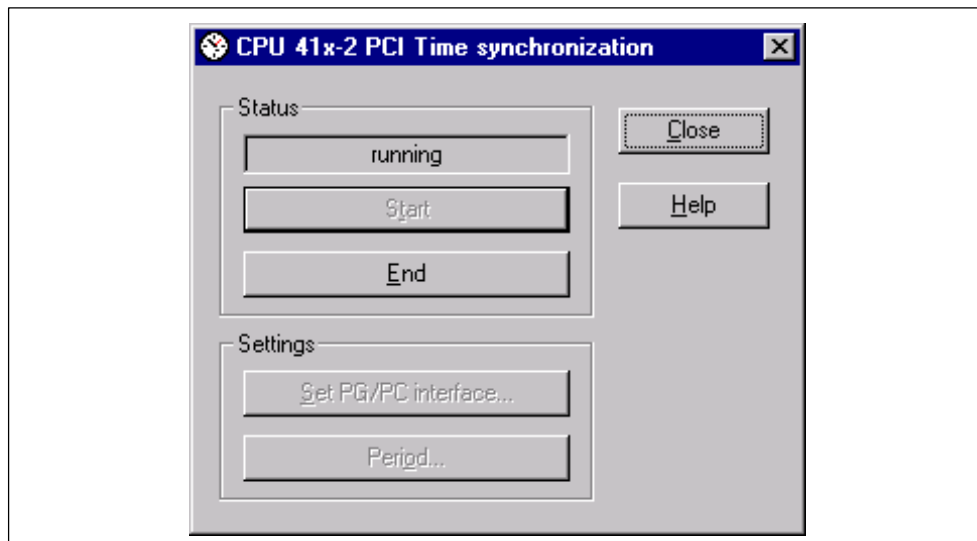 CPU 41x-2 PCI Time synchronization
Status
running
Start
End
Close
Help
Settings
Set PG/PC interface...
Period...